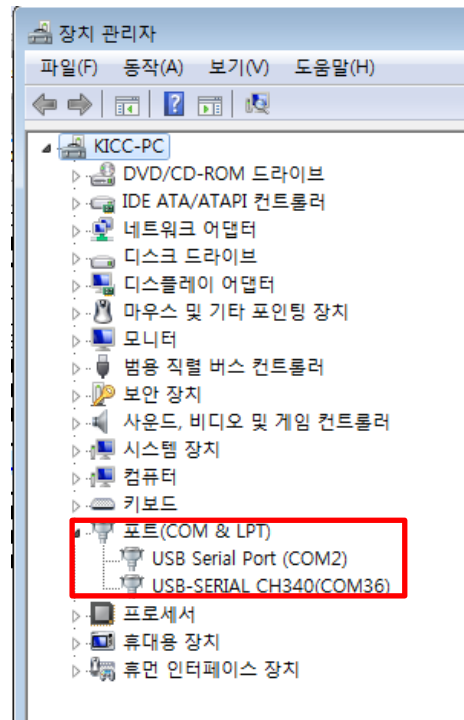 장치 관리자
파일(F) 동작(A) 보기(V) 도움말(H)
KICC-PC
DVD/CD-ROM 드라이브
IDE ATA/ATAPI 컨트롤러
네트워크 어댑터
디스크 드라이브
디스플레이 어댑터
마우스 및 기타 포인팅 장치
모니터
범용 직렬 버스 컨트롤러
보안 장치
사운드, 비디오 및 게임 컨트롤러
시스템 장치
컴퓨터
키보드
포트(COM & LPT)
USB Serial Port (COM2)
USB-SERIAL CH340(COM36)
프로세서
휴대용 장치
휴먼 인터페이스 장치